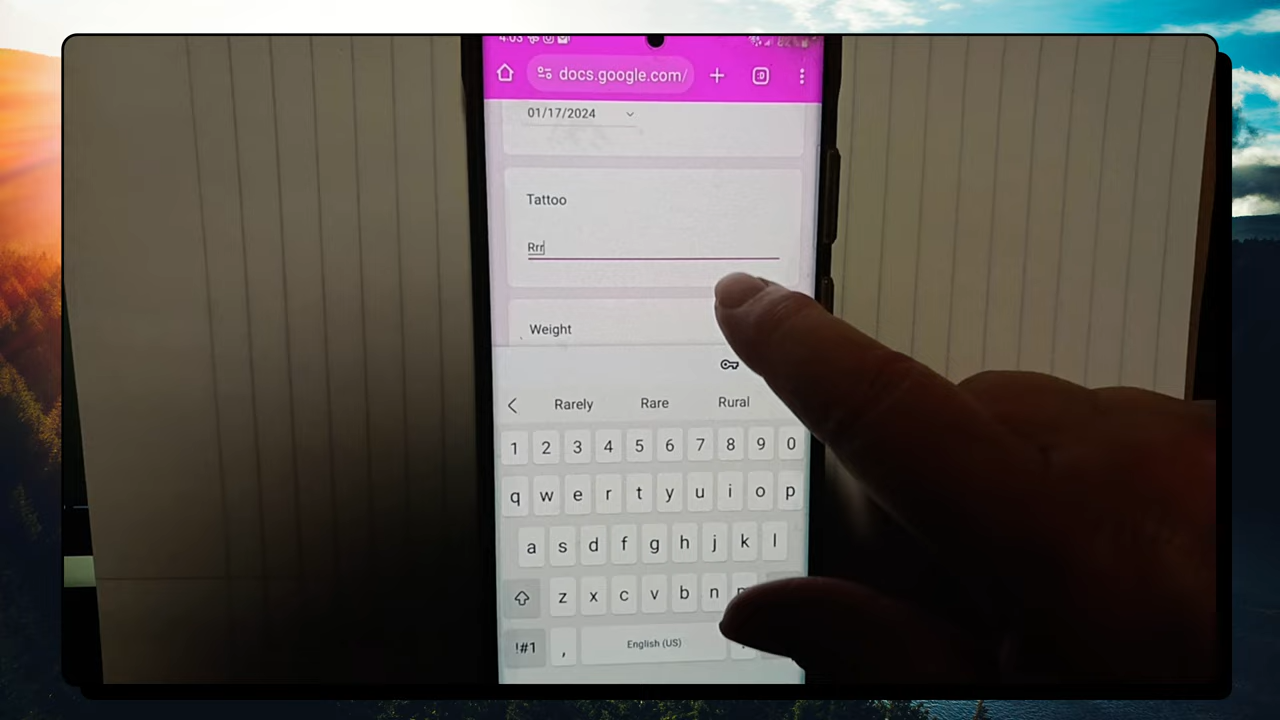 4:03
docs.google.com/
01/17/2024
Tattoo
Rrr
Weight
Rarely Rare Rural
1 2 3 4 5 6 7 8 9 0
q w e r t y u i o p
a s d f g h j k l
z x c v b n
!#1 , English (US)